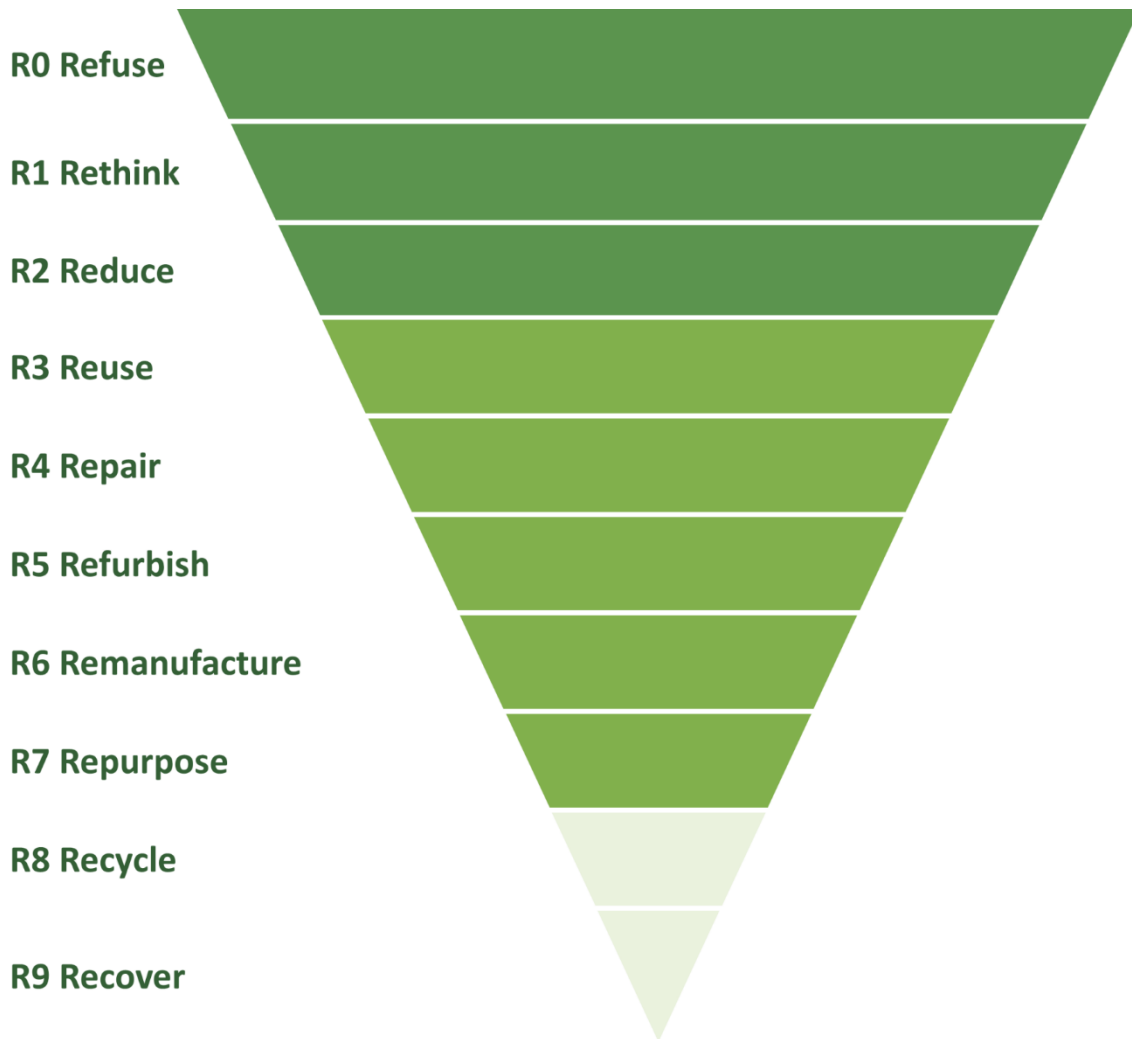 R0 Refuse
R1 Rethink
R2 Reduce
R3 Reuse
R4 Repair
R5 Refurbish
R6 Remanufacture
R7 Repurpose
R8 Recycle
R9 Recover